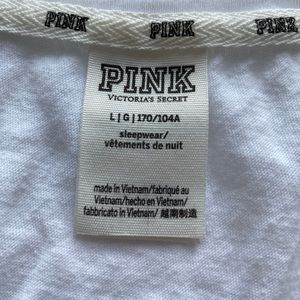 PINK PINK PINK
PINK
VICTORIA'S SECRET
L | G | 170/104A
sleepwear/
vêtements de nuit
made in Vietnam/fabriqué au
Vietnam/hecho en Vietnam/
fabbricato in Vietnam/越南制造